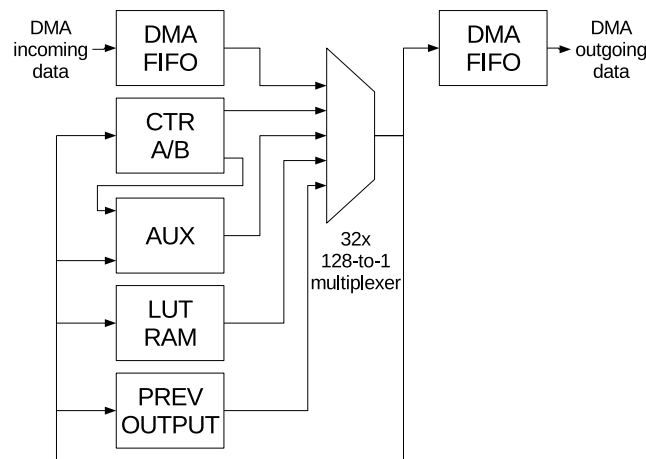 DMA
incoming
data
DMA
FIFO
DMA
FIFO
DMA
outgoing
data
CTR
A/B
AUX
32x
128-to-1
multiplexer
LUT
RAM
PREV
OUTPUT